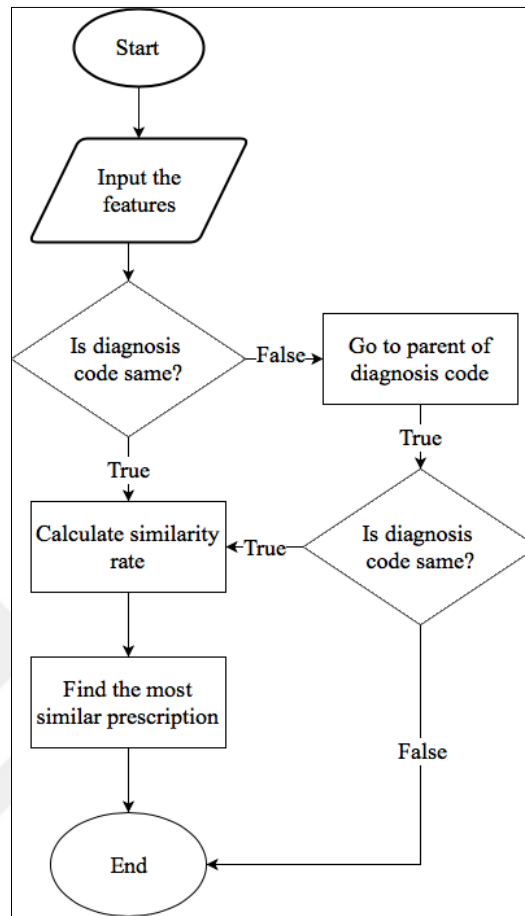 Start
Input the
features
Is diagnosis
code same?
False
Go to parent of
diagnosis code
True
True
Calculate similarity
rate
True
Is diagnosis
code same?
Find the most
similar prescription
False
End